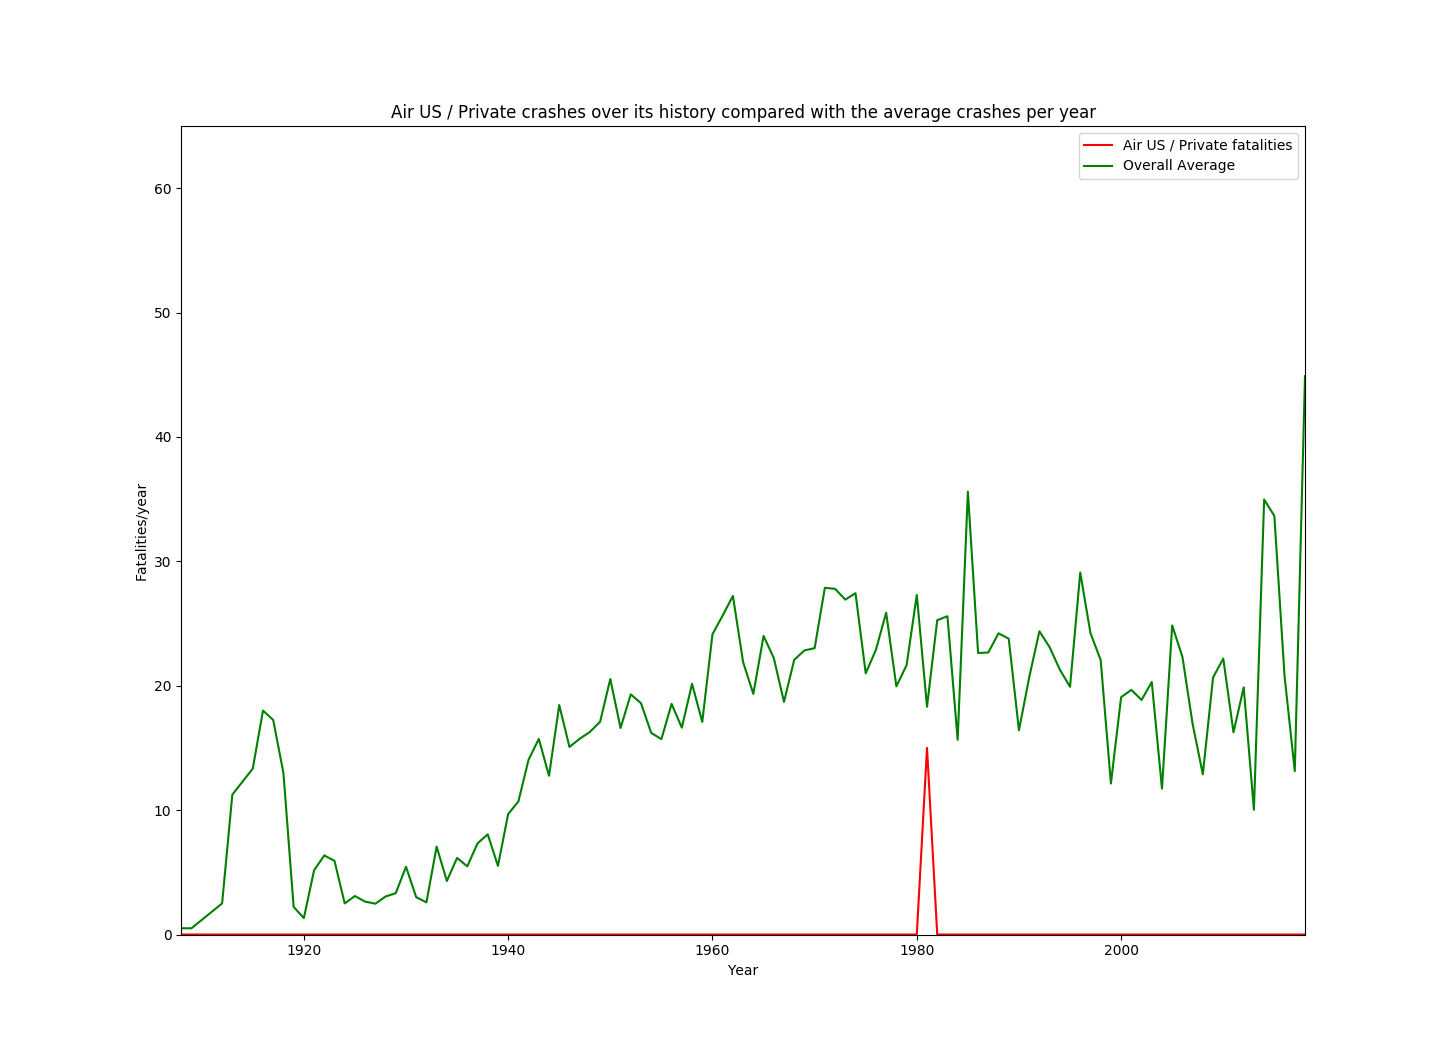 Air US / Private crashes over its history compared with the average crashes per year
Air US / Private fatalities
Overall Average
60
50
40
30
20
10
0
Fatalities/year
1920 1940 1960 1980 2000
Year